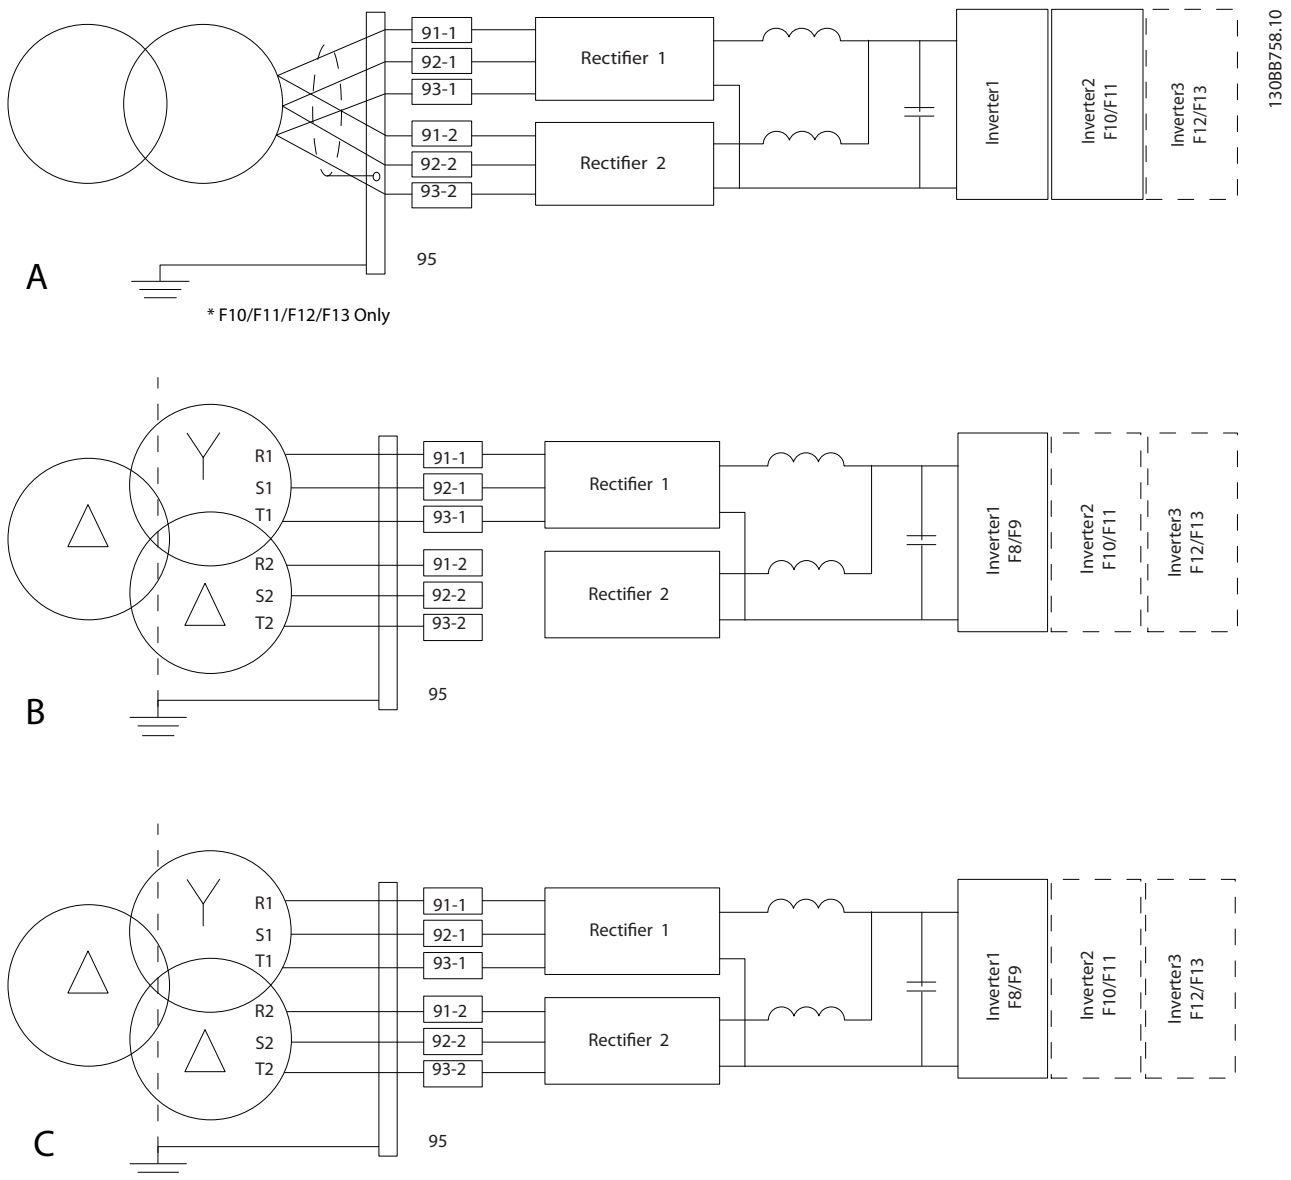 91-1
92-1
93-1
91-2
92-2
93-2
Rectifier 1
Rectifier 2
Inverter1
Inverter2
F10/F11
Inverter3
F12/F13
130BB758.10
95
A
* F10/F11/F12/F13 Only
R1
S1
T1
R2
S2
T2
91-1
92-1
93-1
91-2
92-2
93-2
Rectifier 1
Rectifier 2
Inverter1
F8/F9
Inverter2
F10/F11
Inverter3
F12/F13
95
B
R1
S1
T1
R2
S2
T2
91-1
92-1
93-1
91-2
92-2
93-2
Rectifier 1
Rectifier 2
Inverter1
F8/F9
Inverter2
F10/F11
Inverter3
F12/F13
95
C